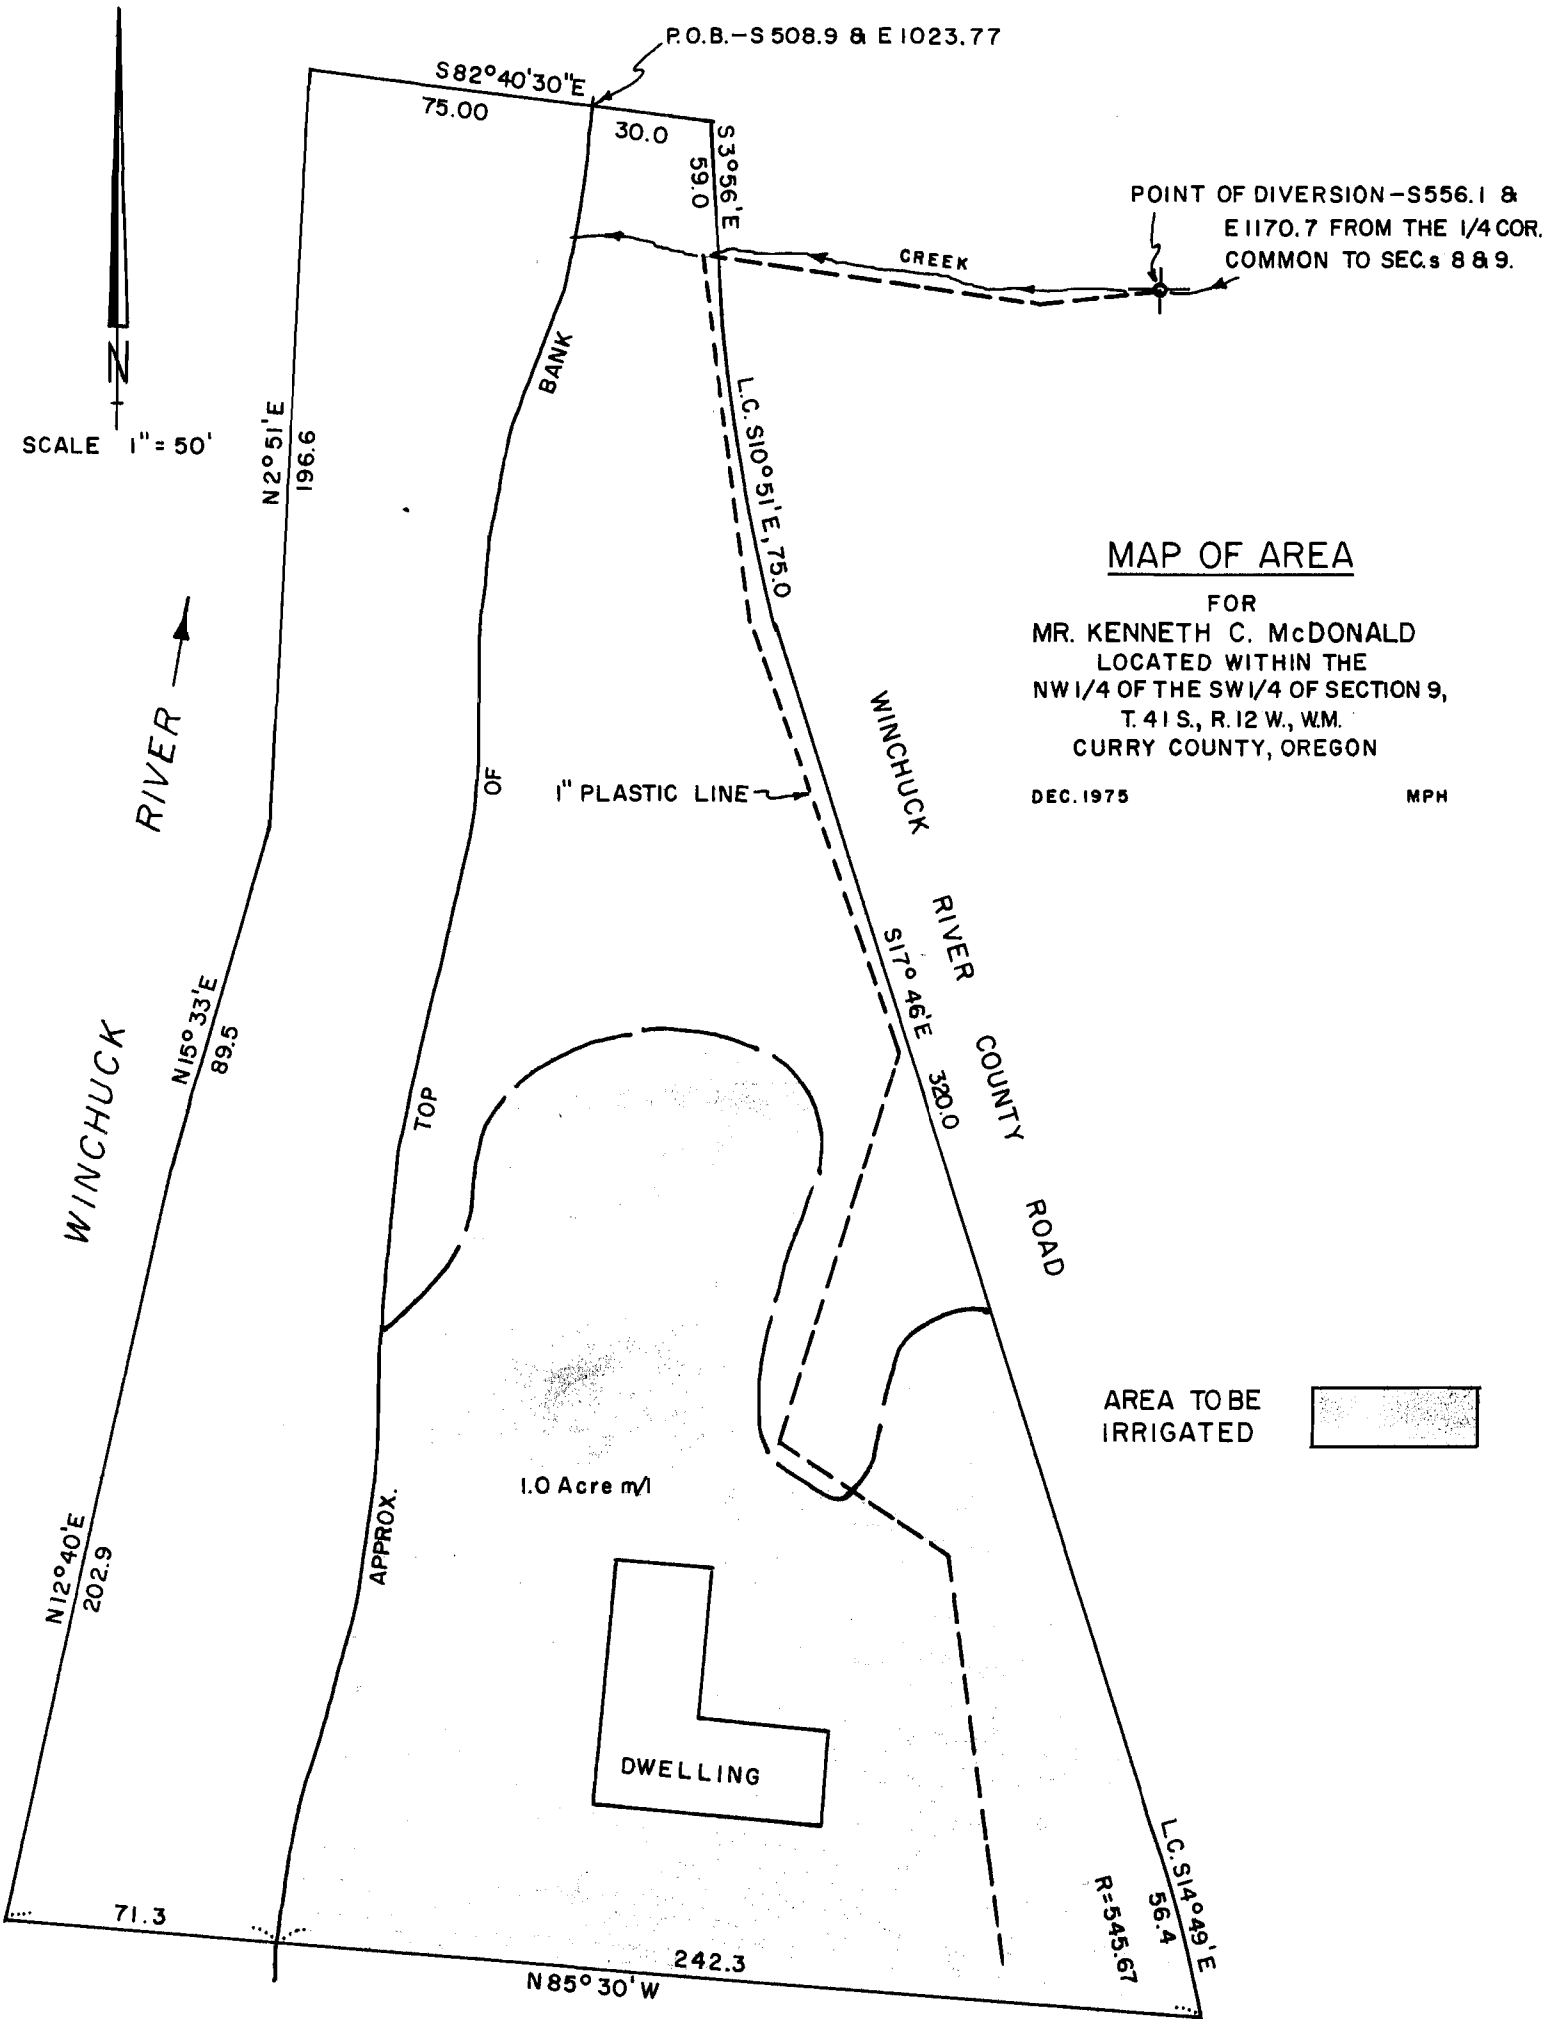 P.O.B.-S 508.9 & E 1023.77
S82°40'30"E
75.00
30.0
S 3°56'E
59.0
POINT OF DIVERSION-S556.1 &
E 1170.7 FROM THE 1/4 COR.
COMMON TO SEC.s 8 & 9.
CREEK
N
SCALE 1" = 50'
BANK
N2°51'E
196.6
L.C. S10°51'E, 75.0
MAP OF AREA
FOR
MR. KENNETH C. McDONALD
LOCATED WITHIN THE
NW 1/4 OF THE SW 1/4 OF SECTION 9,
T. 41 S., R. 12 W., W.M.
CURRY COUNTY, OREGON
DEC. 1975 MPH
WINCHUCK RIVER
OF
1" PLASTIC LINE
WINCHUCK RIVER COUNTY ROAD
S17°46'E 320.0
N15°33'E
89.5
TOP
AREA TO BE
IRRIGATED
1.0 Acre m/l
APPROX.
N12°40'E
202.9
DWELLING
L.C. S14°49'E
56.4
R=545.67
71.3
242.3
N 85°30'W